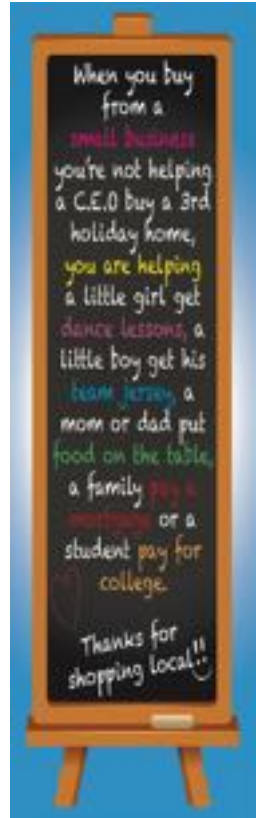 When you buy
from a
small business
you're not helping
a C.E.O buy a 3rd
holiday home,
you are helping
a little girl get
dance lessons, a
little boy get his
team jersey, a
mom or dad put
food on the table,
a family pay a
mortgage or a
student pay for
college.
Thanks for
shopping local!!